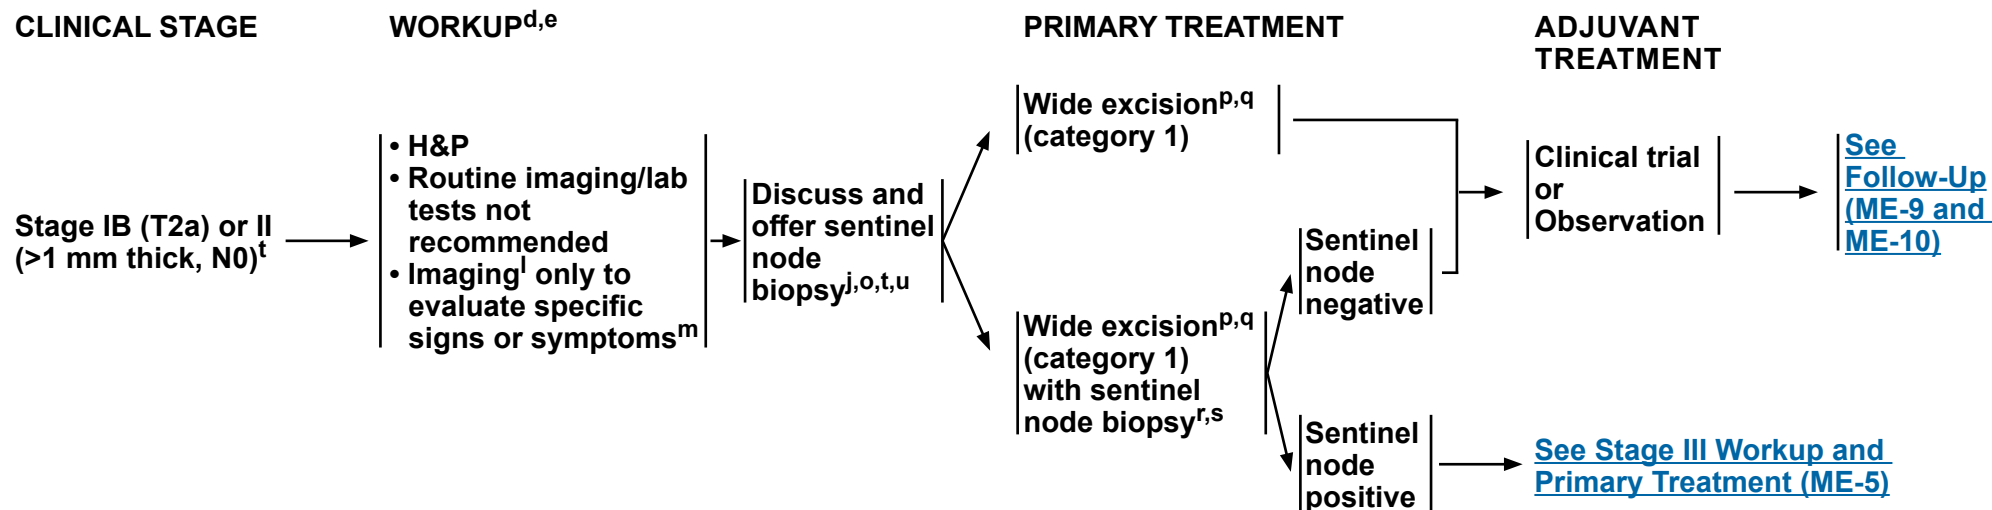 CLINICAL STAGE
WORKUPd,e
PRIMARY TREATMENT
ADJUVANT
TREATMENT
Stage IB (T2a) or II
(>1 mm thick, N0)t
• H&P
• Routine imaging/lab
tests not
recommended
• Imagingl only to
evaluate specific
signs or symptomsm
Discuss and
offer sentinel
node
biopsyj,o,t,u
Wide excisionp,q
(category 1)
Wide excisionp,q
(category 1)
with sentinel
node biopsyr,s
Sentinel
node
negative
Sentinel
node
positive
Clinical trial
or
Observation
See
Follow-Up
(ME-9 and
ME-10)
See Stage III Workup and
Primary Treatment (ME-5)